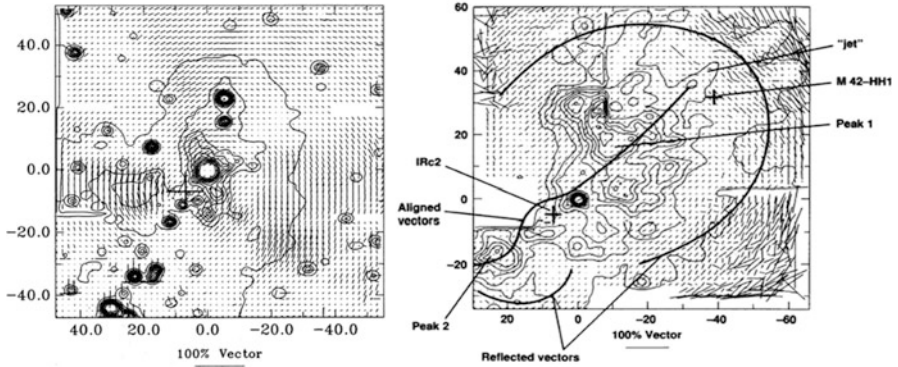 40.0
20.0
0.0
-20.0
-40.0
40.0 20.0 0.0 -20.0 -40.0
100% Vector
60
40
20
0
-20
20 0 -20 -40 -60
100% Vector
"jet"
M 42–HH1
Peak 1
IRc2
Aligned
vectors
Peak 2
Reflected vectors